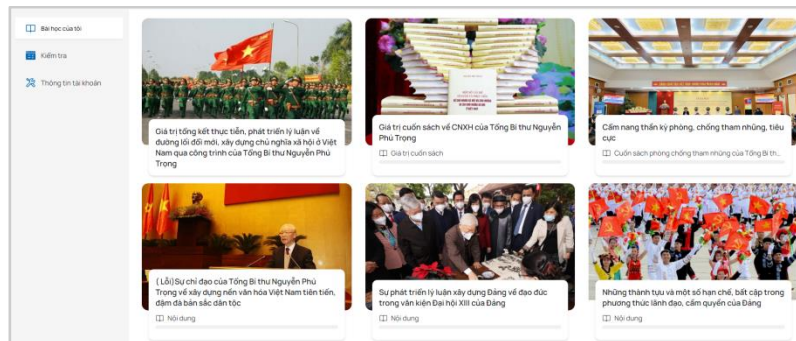 Bài học của tôi
Kiểm tra
Thông tin tài khoản
Giá trị tổng kết thực tiễn, phát triển lý luận về
đường lối đổi mới, xây dựng chủ nghĩa xã hội ở Việt
Nam qua công trình của Tổng Bí thư Nguyễn Phú
Trọng
Giá trị cuốn sách về CNXH của Tổng Bí thư Nguyễn
Phú Trọng
Giá trị cuốn sách
Cẩm nang thần kỳ phòng, chống tham nhũng, tiêu
cực
Cuốn sách phòng chống tham nhũng của Tổng Bí th...
( Lỗi)Sự chỉ đạo của Tổng Bí thư Nguyễn Phú
Trọng về xây dựng nền văn hóa Việt Nam tiên tiến,
đậm đà bản sắc dân tộc
Nội dung
Sự phát triển lý luận xây dựng Đảng về đạo đức
trong văn kiện Đại hội XIII của Đảng
Nội dung
Những thành tựu và một số hạn chế, bất cập trong
phương thức lãnh đạo, cầm quyền của Đảng
Nội dung